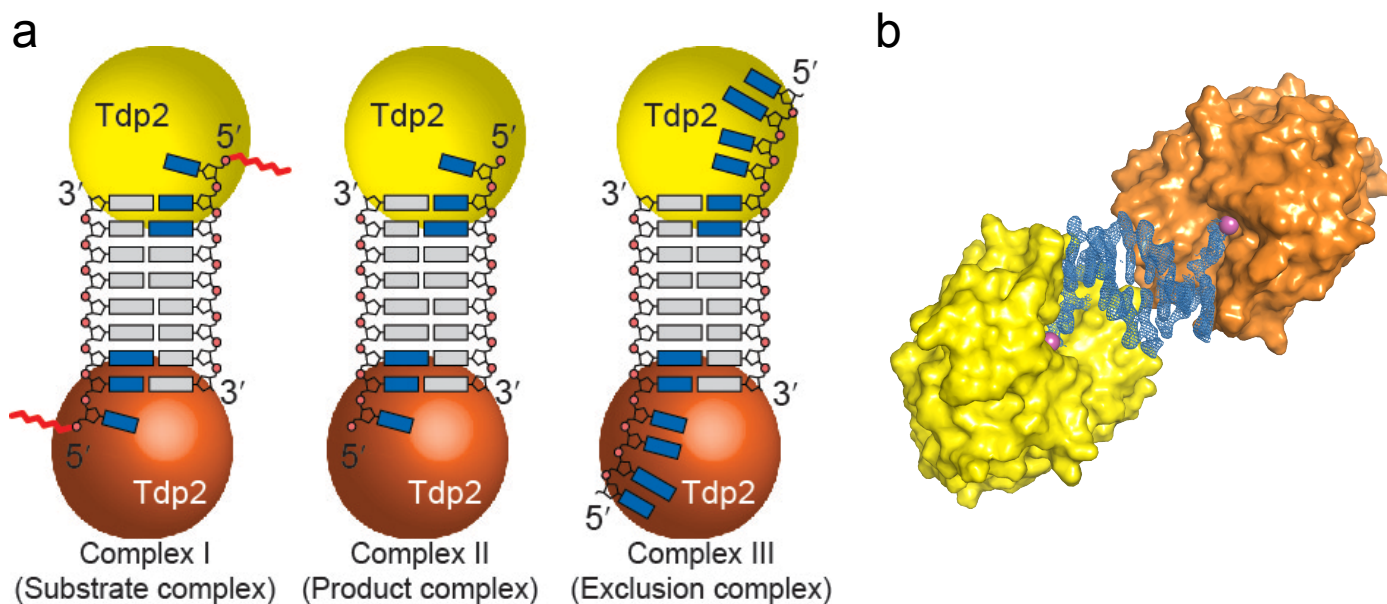 a
b
Tdp2
5′
3′
3′
5′
Tdp2
Complex I
(Substrate complex)
Tdp2
5′
3′
3′
5′
Tdp2
Complex II
(Product complex)
5′
Tdp2
3′
3′
5′
Tdp2
Complex III
(Exclusion complex)